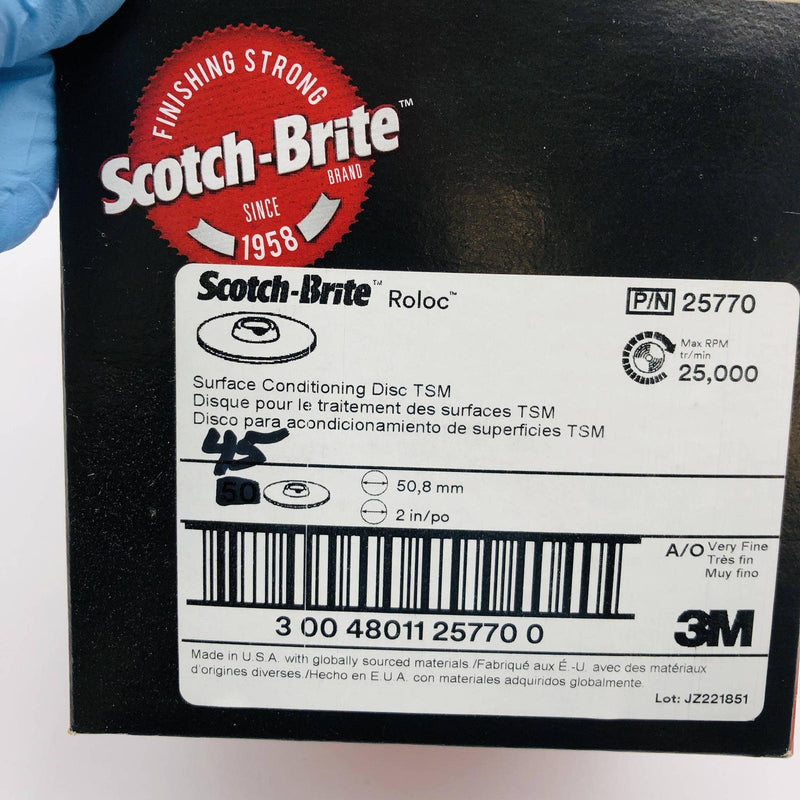 FINISHING STRONG
Scotch-Brite™
BRAND
SINCE
1958
Scotch-Brite™ Roloc™
P/N 25770
Max RPM
tr/min
25,000
Surface Conditioning Disc TSM
Disque pour le traitement des surfaces TSM
Disco para acondicionamiento de superficies TSM
45
50
50,8 mm
2 in/po
A/O Very Fine
Très fin
Muy fino
3 00 48011 25770 0
3M
Made in U.S.A. with globally sourced materials./Fabriqué aux É.-U. avec des matériaux
d'origines diverses./Hecho en E.U.A. con materiales adquiridos globalmente.
Lot: JZ221851